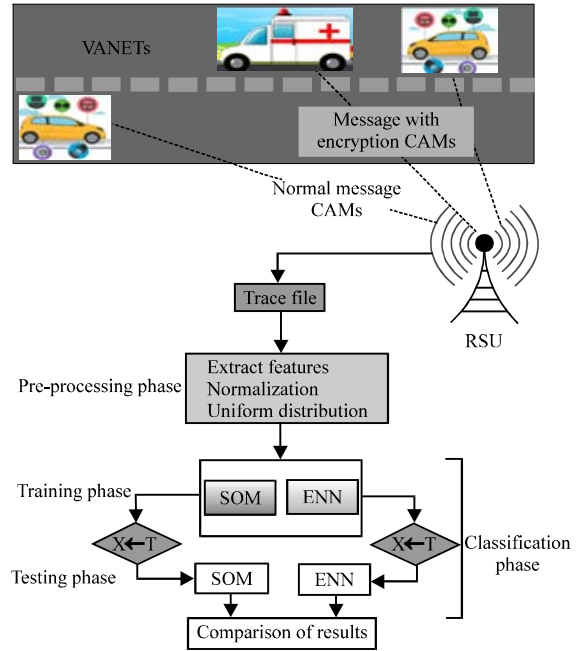 VANETs
Message with
encryption CAMs
Normal message
CAMs
RSU
Trace file
Pre-processing phase
Extract features
Normalization
Uniform distribution
Training phase
SOM
ENN
X←T
X←T
Classification
phase
Testing phase
SOM
ENN
Comparison of results